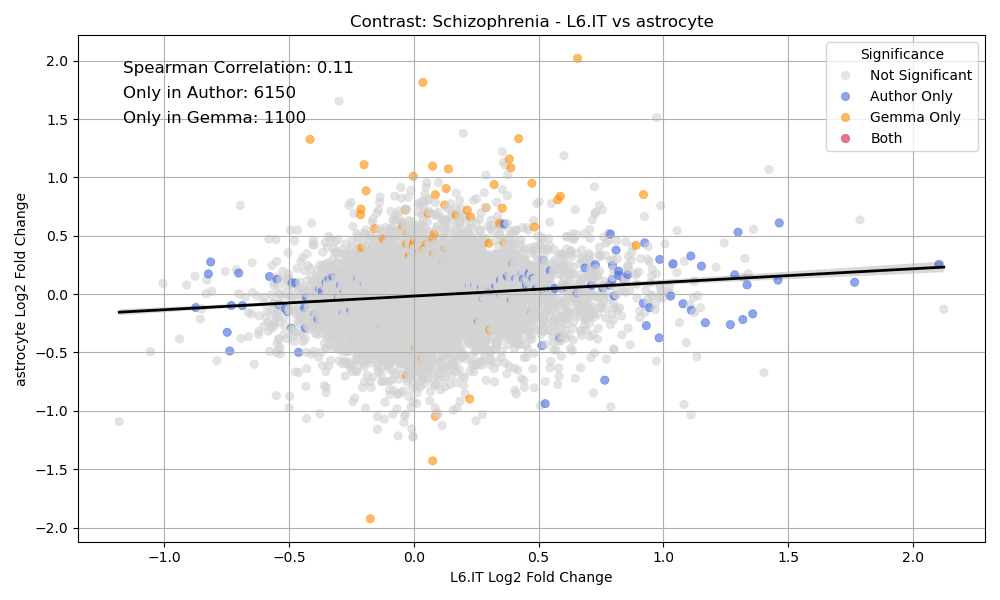 Contrast: Schizophrenia - L6.IT vs astrocyte
Spearman Correlation: 0.11
Only in Author: 6150
Only in Gemma: 1100
Significance
Not Significant
Author Only
Gemma Only
Both
2.0
1.5
1.0
0.5
0.0
−0.5
−1.0
−1.5
−2.0
astrocyte Log2 Fold Change
−1.0 −0.5 0.0 0.5 1.0 1.5 2.0
L6.IT Log2 Fold Change